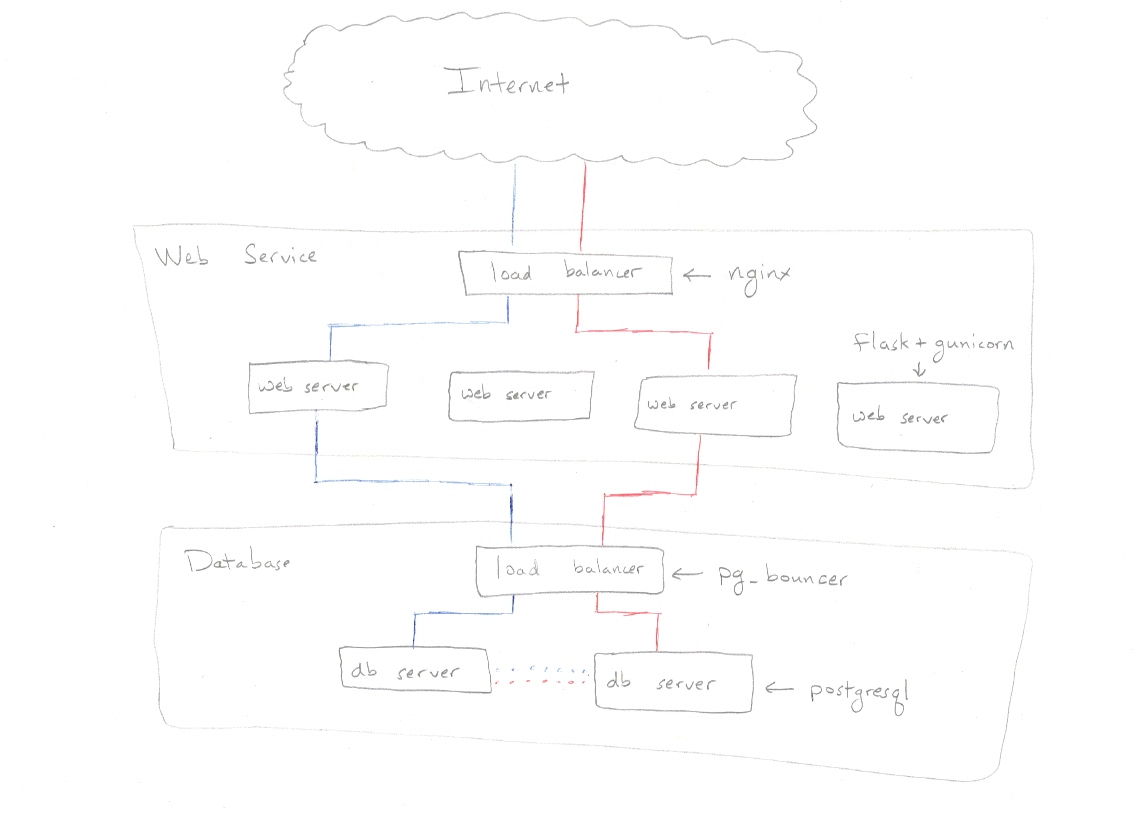 Internet
Web Service
load balancer
← nginx
flask + gunicorn
web server
web server
web server
web server
Database
load balancer
← pg_bouncer
db server
db server
← postgresql